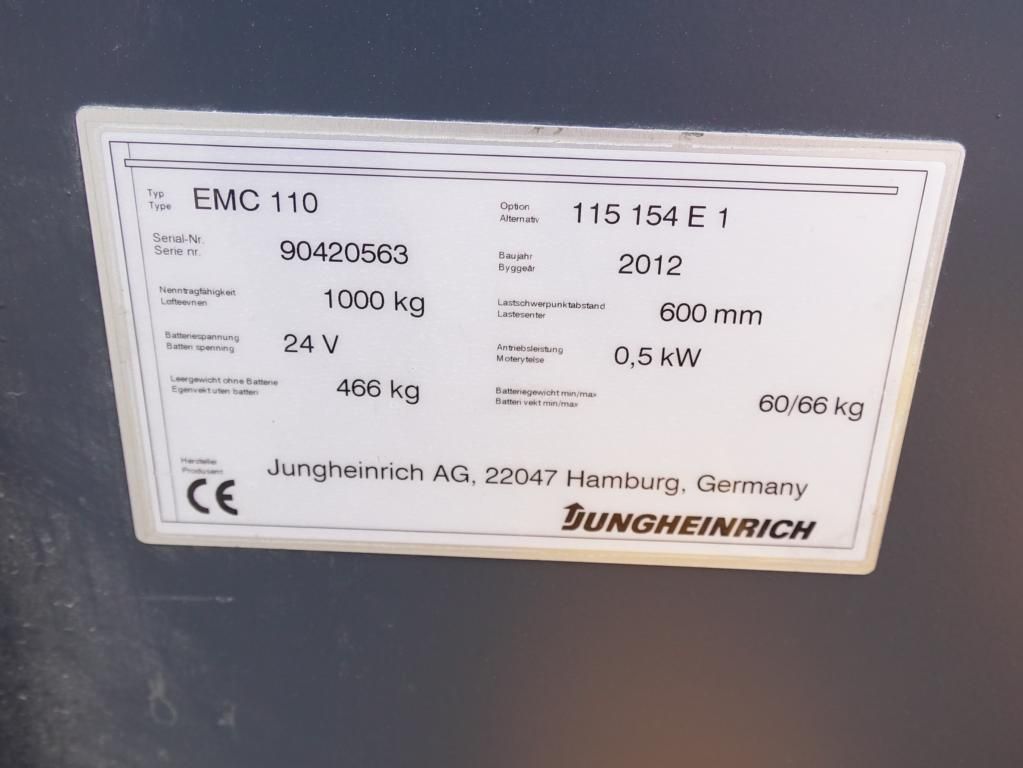 Typ
Type EMC 110
Option
Alternativ 115 154 E 1
Serial-Nr.
Serie nr. 90420563
Baujahr
Byggeår 2012
Nenntragfähigkeit
Lofteevnen 1000 kg
Lastschwerpunktabstand
Lastesenter 600 mm
Batteriespannung
Batteri spenning 24 V
Antriebsleistung
Moterytelse 0,5 kW
Leergewicht ohne Batterie
Egenvekt uten batteri 466 kg
Batteriegewicht min/max
Batteri vekt min/max 60/66 kg
Hersteller
Produsent Jungheinrich AG, 22047 Hamburg, Germany
CE
JUNGHEINRICH